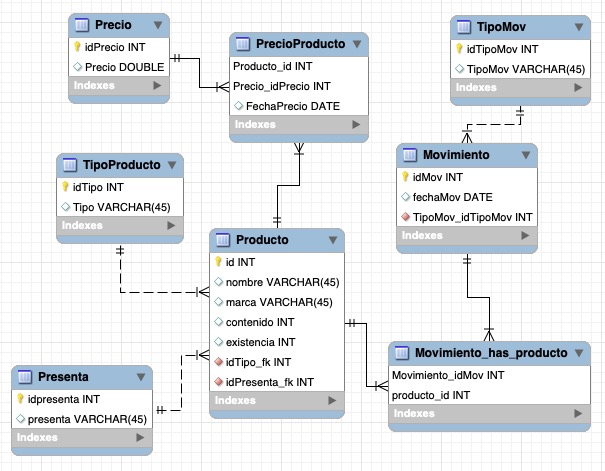 Precio
idPrecio INT
Precio DOUBLE
Indexes
PrecioProducto
Producto_id INT
Precio_idPrecio INT
FechaPrecio DATE
Indexes
TipoMov
idTipoMov INT
TipoMov VARCHAR(45)
Indexes
TipoProducto
idTipo INT
Tipo VARCHAR(45)
Indexes
Movimiento
idMov INT
fechaMov DATE
TipoMov_idTipoMov INT
Indexes
Producto
id INT
nombre VARCHAR(45)
marca VARCHAR(45)
contenido INT
existencia INT
idTipo_fk INT
idPresenta_fk INT
Indexes
Presenta
idpresenta INT
presenta VARCHAR(45)
Indexes
Movimiento_has_producto
Movimiento_idMov INT
producto_id INT
Indexes